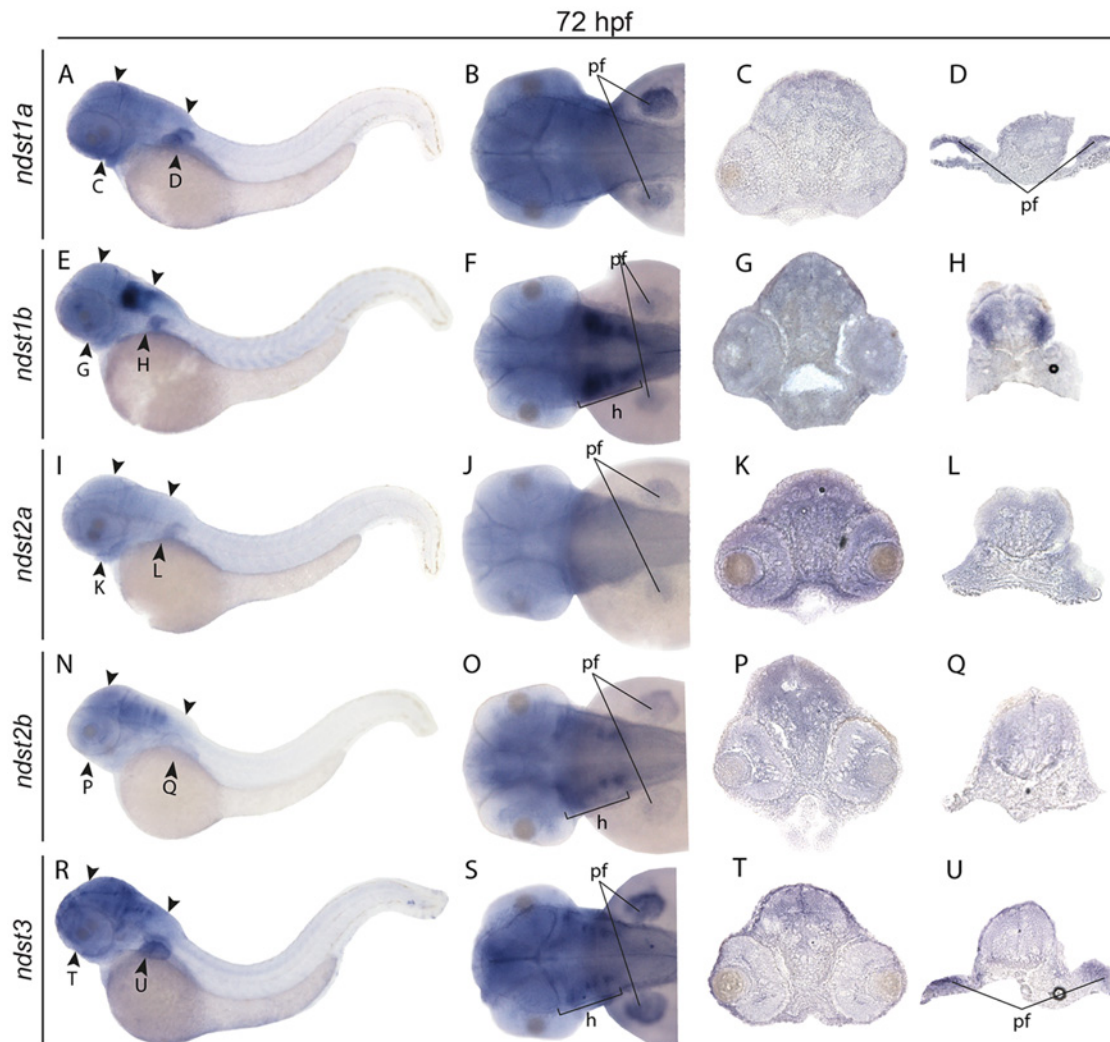 72 hpf
ndst1a
A
C
D
B
pf
C
D
pf
ndst1b
E
G
H
F
pf
h
G
H
ndst2a
I
K
L
J
pf
K
L
ndst2b
N
P
Q
O
pf
h
P
Q
ndst3
R
T
U
S
pf
h
T
U
pf